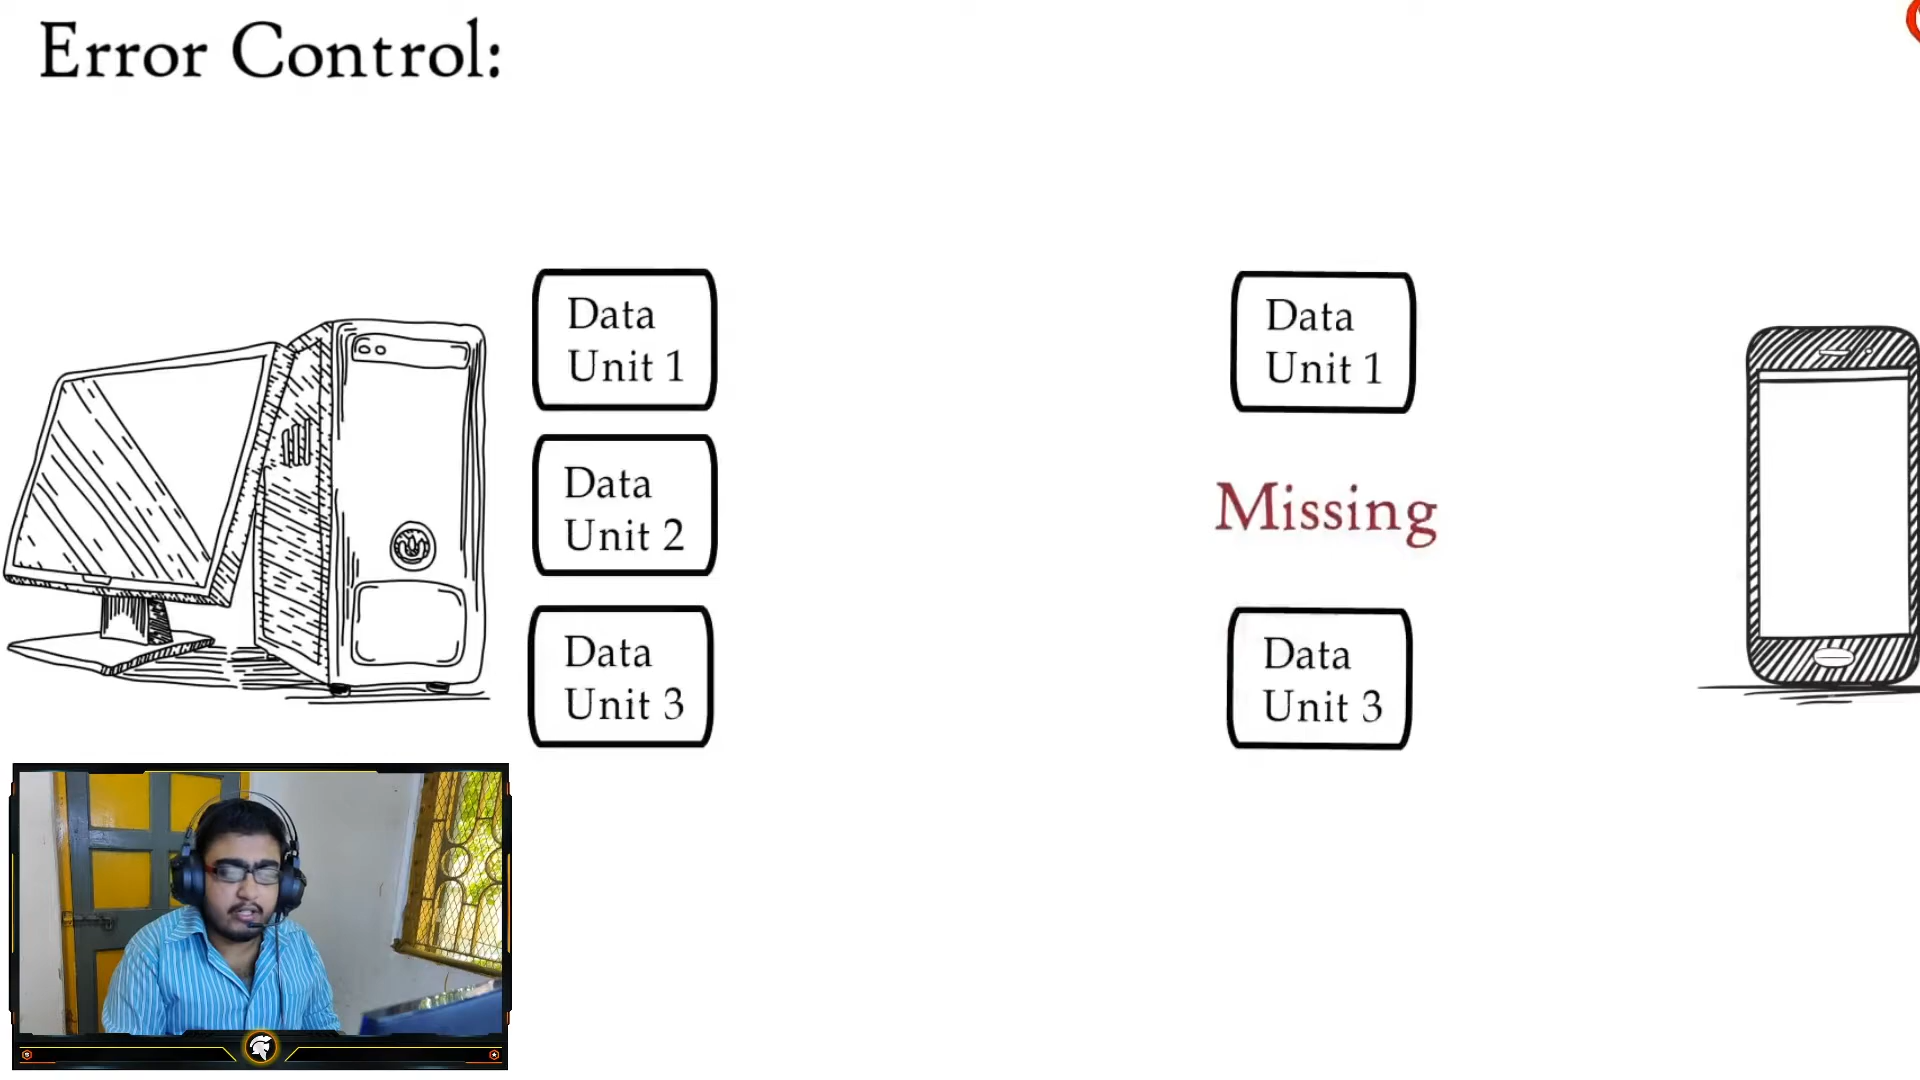 Error Control:
Data
Unit 1
Data
Unit 2
Data
Unit 3
Data
Unit 1
Missing
Data
Unit 3